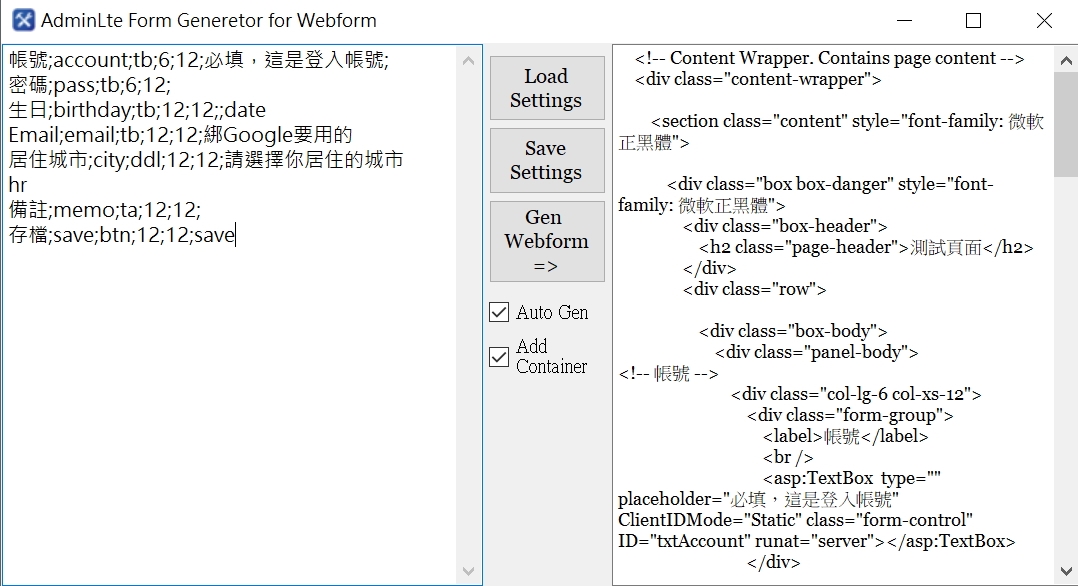 AdminLte Form Generetor for Webform
帳號;account;tb;6;12;必填，這是登入帳號;
密碼;pass;tb;6;12;
生日;birthday;tb;12;12;;date
Email;email;tb;12;12;綁Google要用的
居住城市;city;ddl;12;12;請選擇你居住的城市
hr
備註;memo;ta;12;12;
存檔;save;btn;12;12;save
Load
Settings
Save
Settings
Gen
Webform
=>
Auto Gen
Add
Container
<!-- Content Wrapper. Contains page content -->
<div class="content-wrapper">
<section class="content" style="font-family: 微軟
正黑體">
<div class="box box-danger" style="font-
family: 微軟正黑體">
<div class="box-header">
<h2 class="page-header">測試頁面</h2>
</div>
<div class="row">
<div class="box-body">
<div class="panel-body">
<!-- 帳號 -->
<div class="col-lg-6 col-xs-12">
<div class="form-group">
<label>帳號</label>
<br />
<asp:TextBox type=""
placeholder="必填，這是登入帳號"
ClientIDMode="Static" class="form-control"
ID="txtAccount" runat="server"></asp:TextBox>
</div>